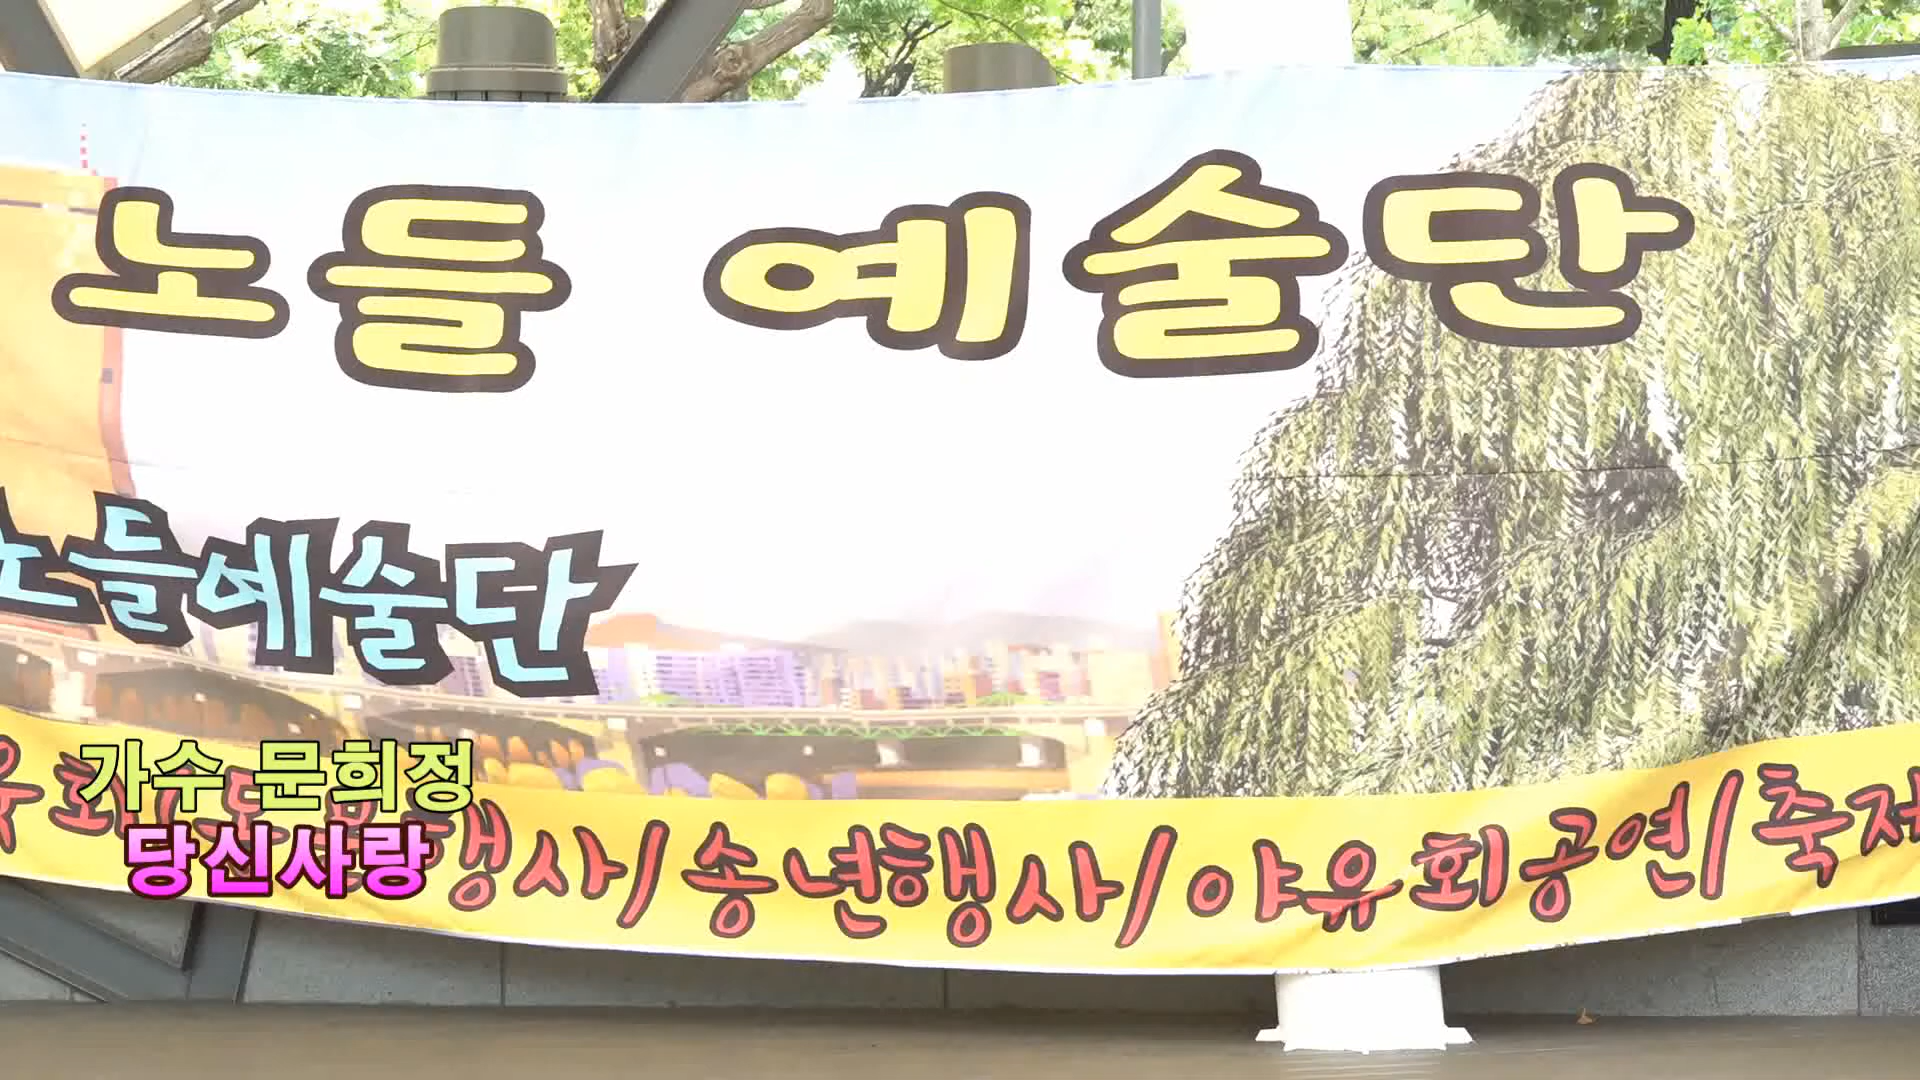 노들 예술단
노들예술단
가수 문희정
당신사랑
행사/송년행사/야유회공연/축제